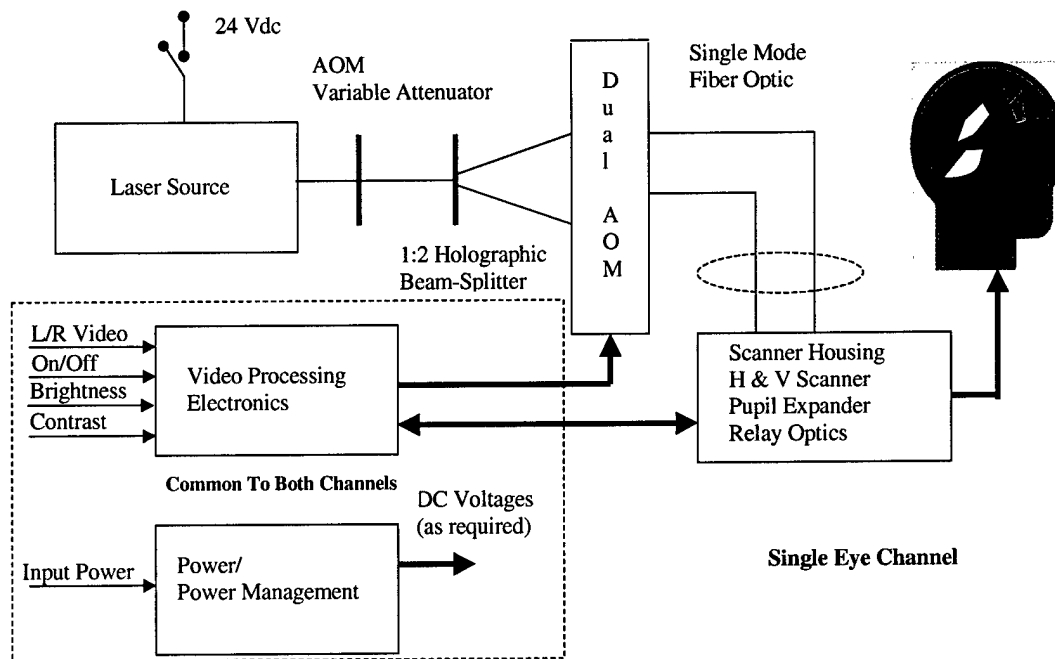 24 Vdc
AOM
Variable Attenuator
Single Mode
Fiber Optic
Dual AOM
Laser Source
1:2 Holographic
Beam-Splitter
L/R Video
On/Off
Brightness
Contrast
Video Processing
Electronics
Scanner Housing
H & V Scanner
Pupil Expander
Relay Optics
Common To Both Channels
DC Voltages
(as required)
Input Power
Power/
Power Management
Single Eye Channel